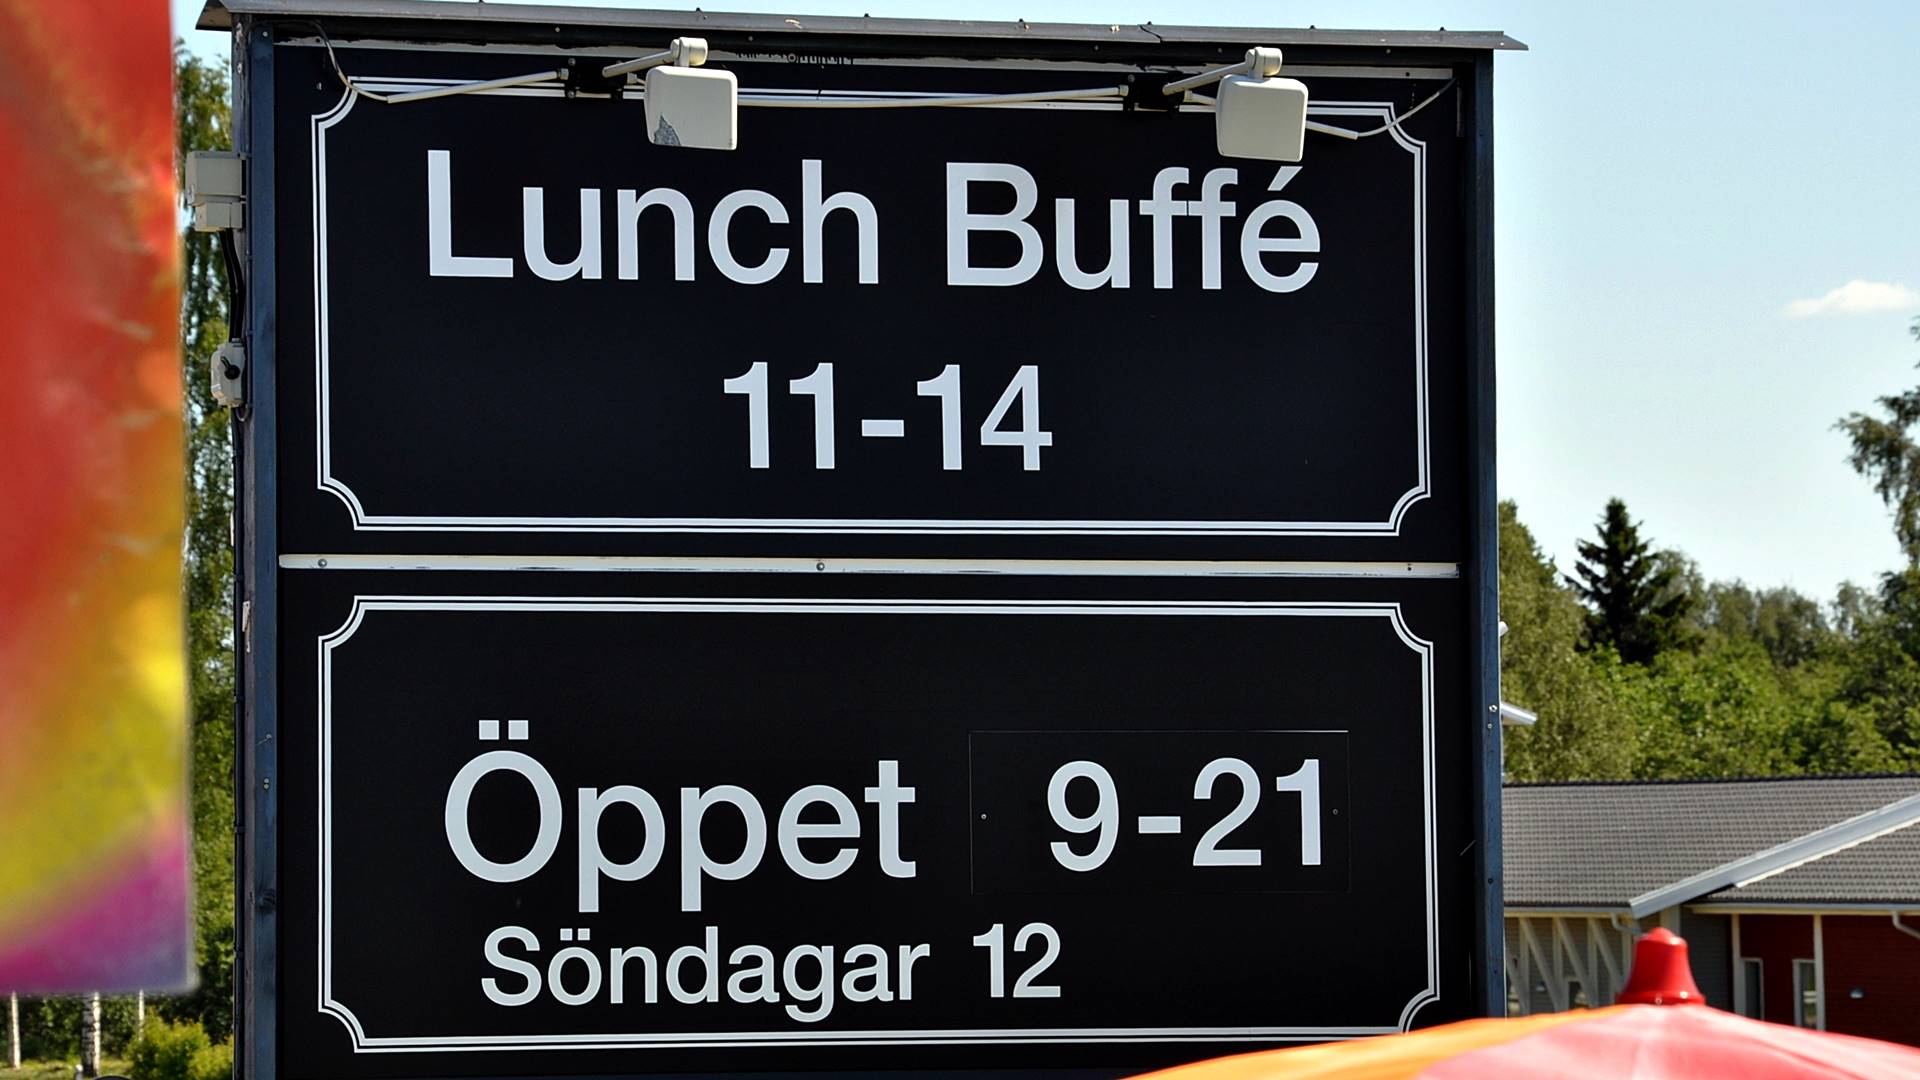 Lunch Buffé
11-14
Öppet 9-21
Söndagar 12